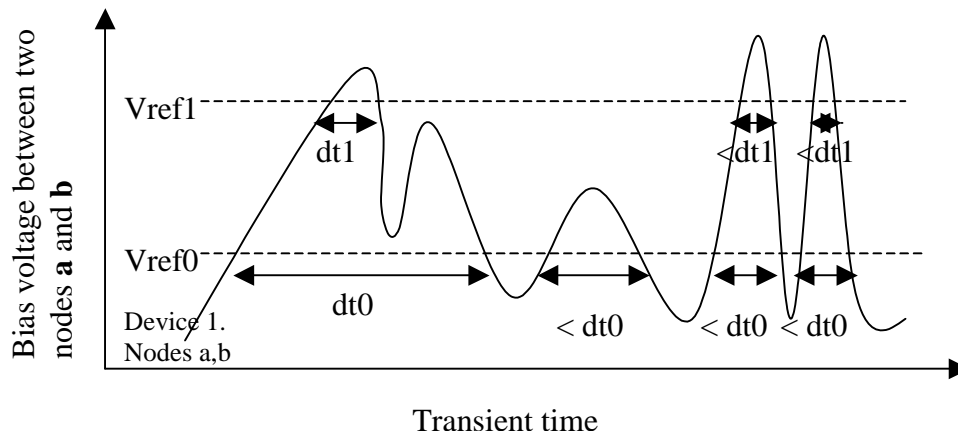 Bias voltage between two
nodes a and b
Vref1
dt1
<dt1
<dt1
Vref0
dt0
< dt0
< dt0
< dt0
Device 1.
Nodes a,b
Transient time